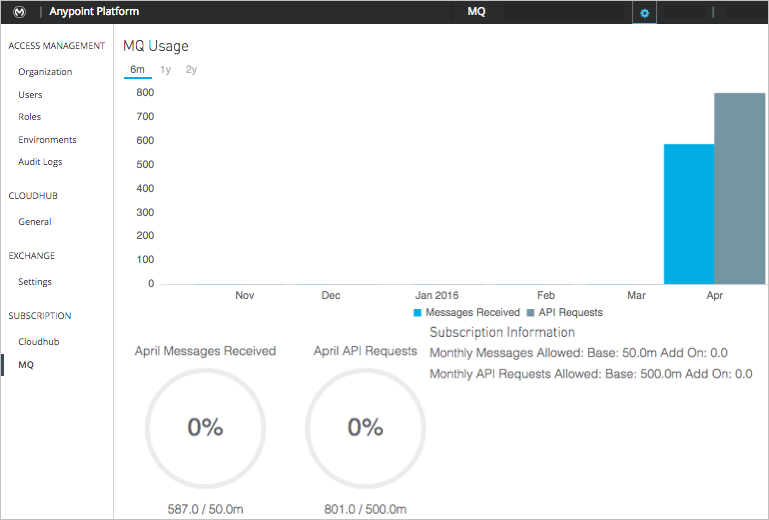 Anypoint Platform
MQ
ACCESS MANAGEMENT
Organization
Users
Roles
Environments
Audit Logs
CLOUDHUB
General
EXCHANGE
Settings
SUBSCRIPTION
Cloudhub
MQ
MQ Usage
6m 1y 2y
800
700
600
500
400
300
200
100
0
Nov Dec Jan 2016 Feb Mar Apr
Messages Received API Requests
April Messages Received
0%
587.0 / 50.0m
April API Requests
0%
801.0 / 500.0m
Subscription Information
Monthly Messages Allowed: Base: 50.0m Add On: 0.0
Monthly API Requests Allowed: Base: 500.0m Add On: 0.0